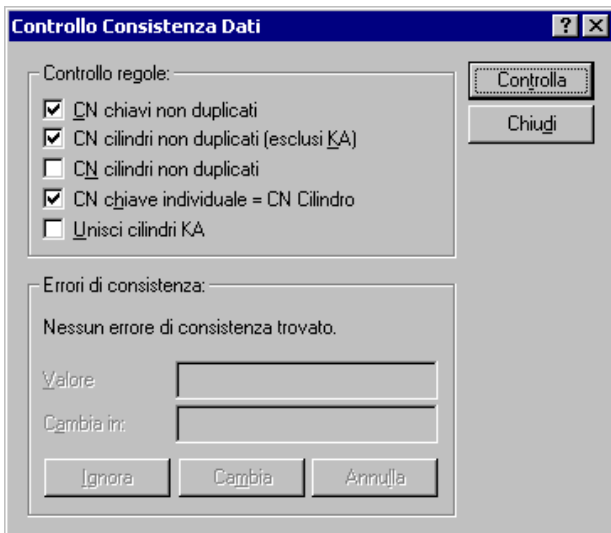 Controllo Consistenza Dati
Controllo regole:
CN chiavi non duplicati
CN cilindri non duplicati (esclusi KA)
CN cilindri non duplicati
CN chiave individuale = CN Cilindro
Unisci cilindri KA
Controlla
Chiudi
Errori di consistenza:
Nessun errore di consistenza trovato.
Valore
Cambia in:
Ignora Cambia Annulla